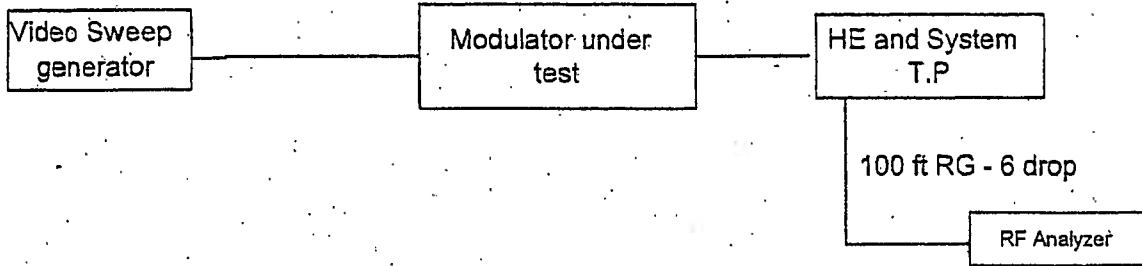 Video Sweep
generator
Modulator under
test
HE and System
T.P
100 ft RG - 6 drop
RF Analyzer